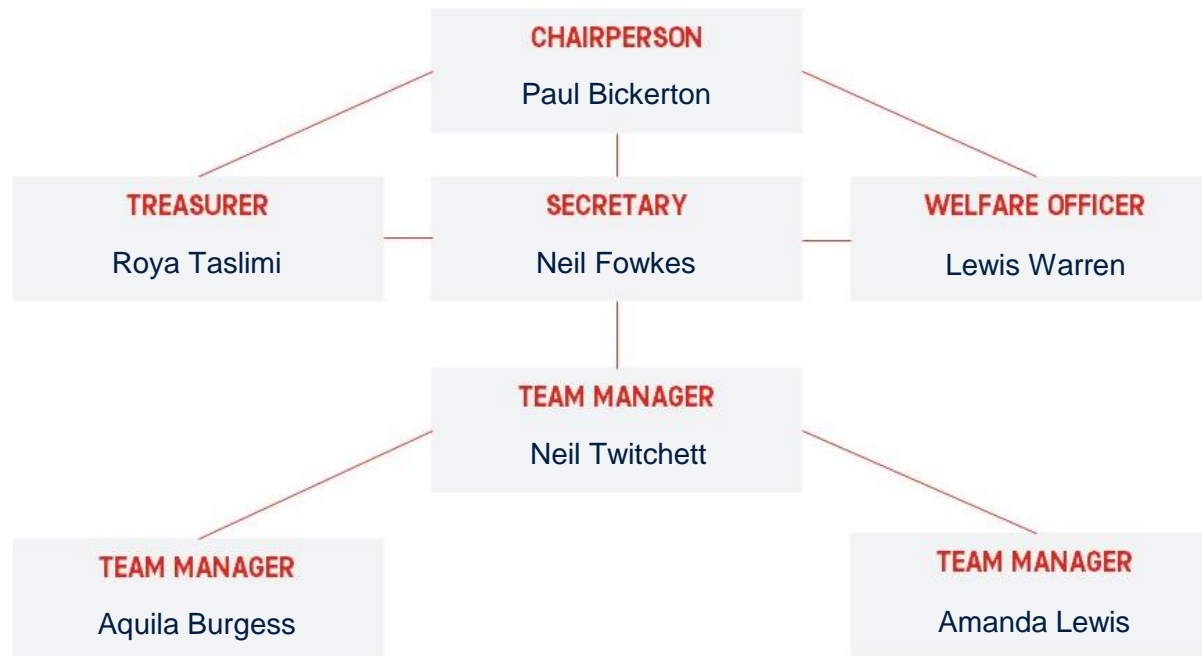 CHAIRPERSON
Paul Bickerton
TREASURER
Roya Taslimi
SECRETARY
Neil Fowkes
WELFARE OFFICER
Lewis Warren
TEAM MANAGER
Neil Twitchett
TEAM MANAGER
Aquila Burgess
TEAM MANAGER
Amanda Lewis